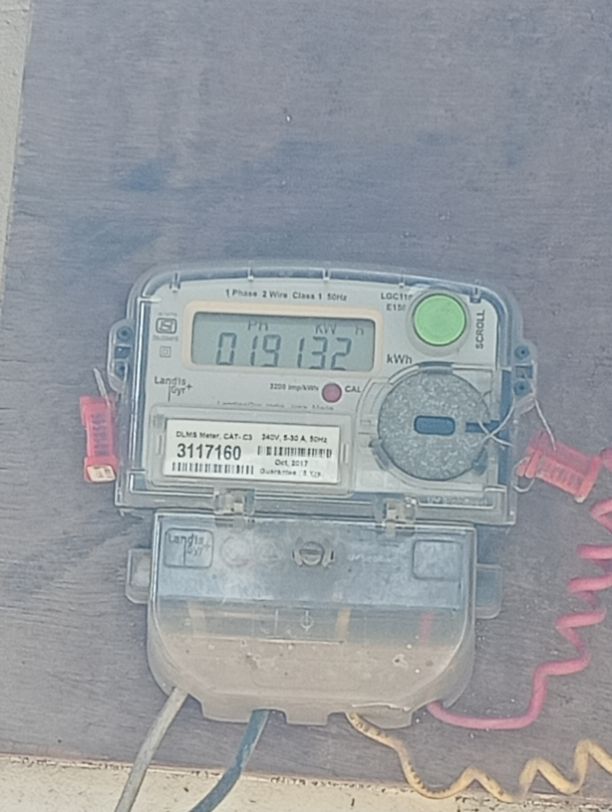 1 Phase 2 Wire Class 1 50Hz
PH KW H
019132
kWh
SCROLL
Landis
Gyr+
3200 imp/kWh
CAL
DLMS Meter, CAT- C3 240V, 5-30 A, 50Hz
3117160
Oct, 2017
Landis
Gyr+